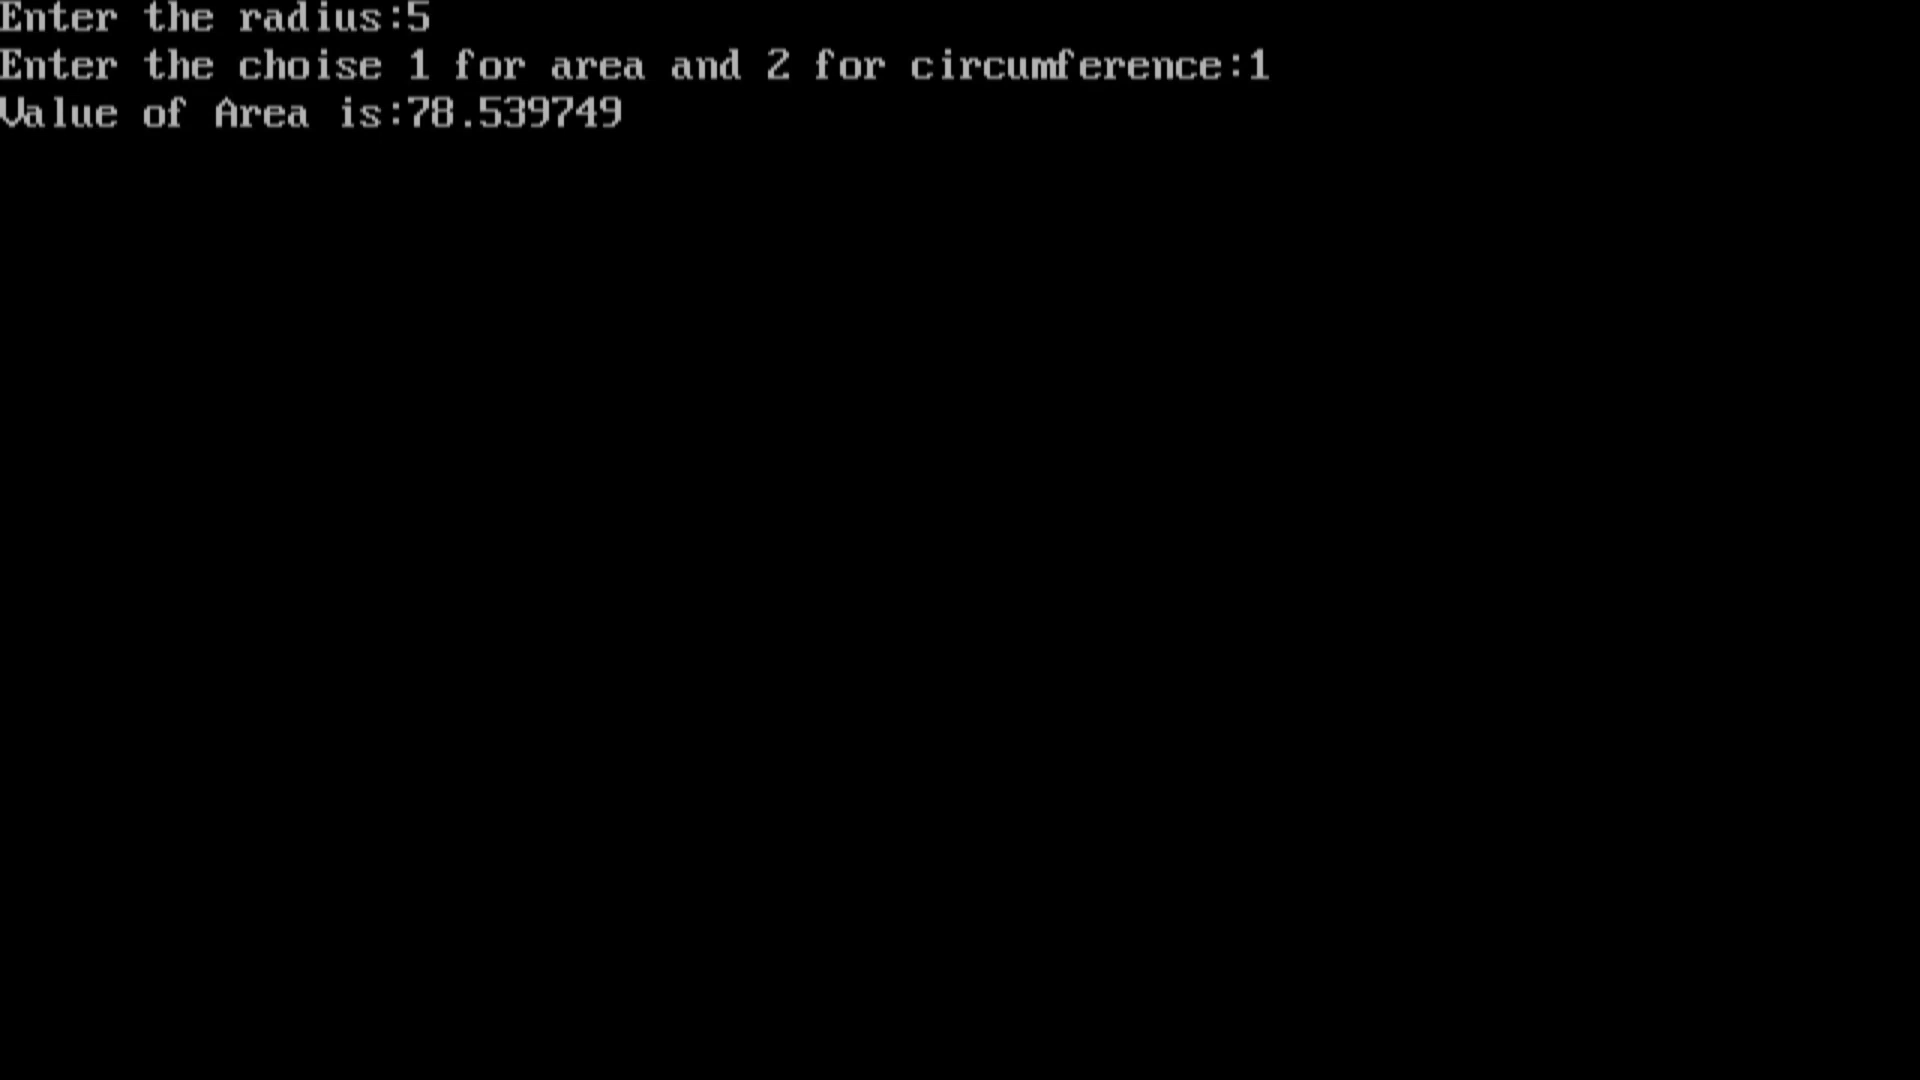 Enter the radius:5
Enter the choise 1 for area and 2 for circumference:1
Value of Area is:78.539749